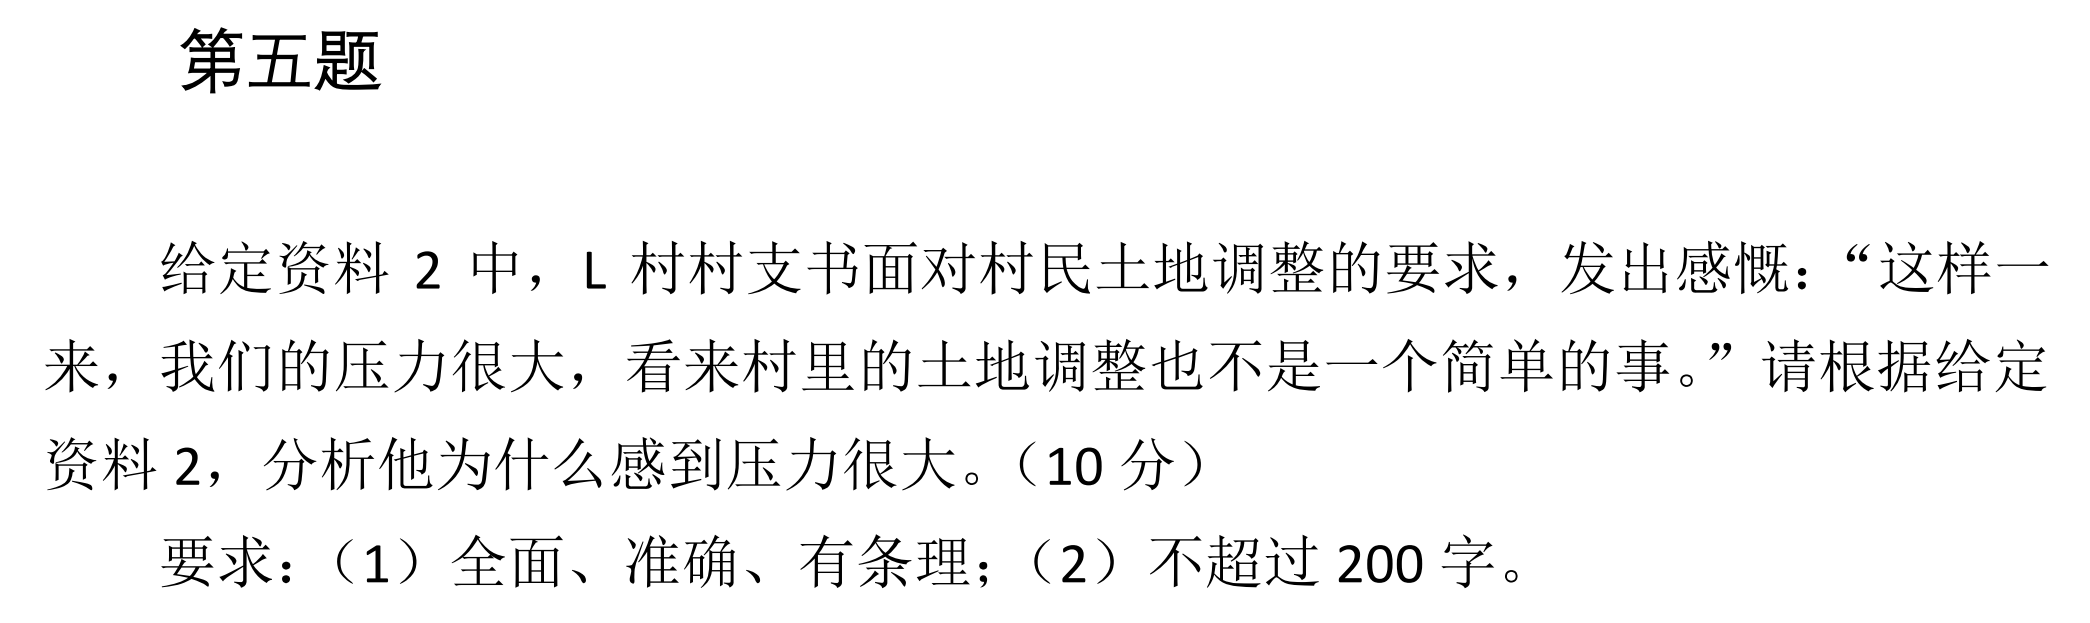 第五题
给定资料 2 中，L 村村支书面对村民土地调整的要求，发出感慨：“这样一
来，我们的压力很大，看来村里的土地调整也不是一个简单的事。”请根据给定
资料 2，分析他为什么感到压力很大。（10 分）
要求：（1）全面、准确、有条理；（2）不超过 200 字。